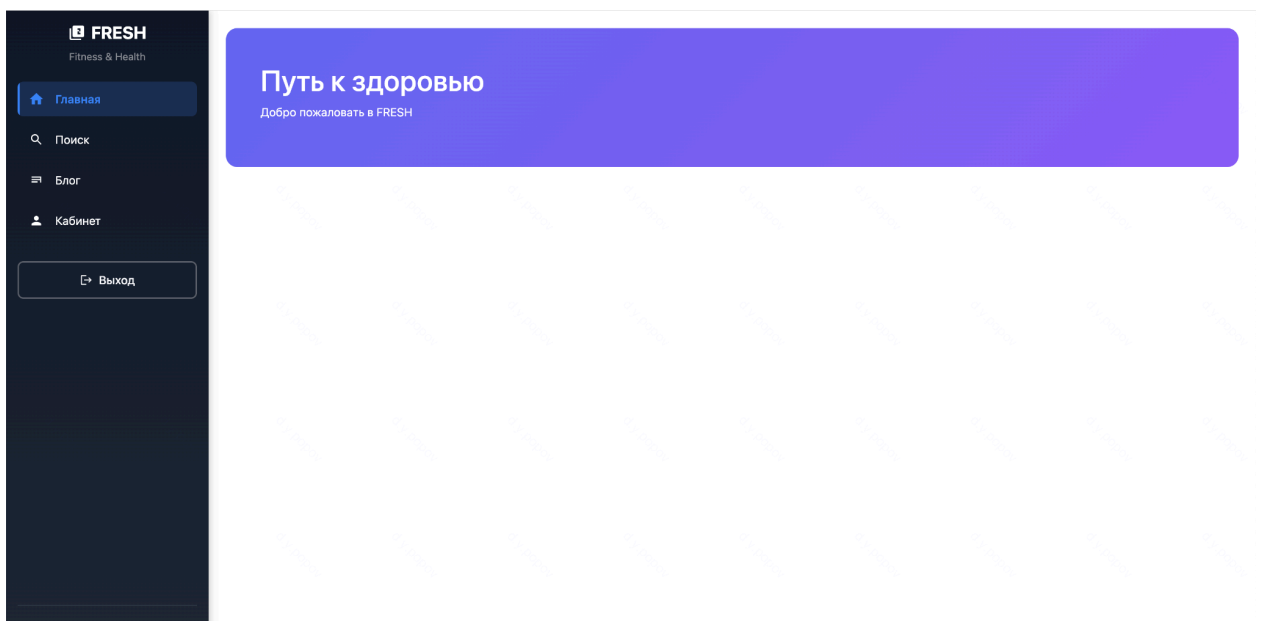 FRESH
Fitness & Health
Главная
Поиск
Блог
Кабинет
Выход
Путь к здоровью
Добро пожаловать в FRESH